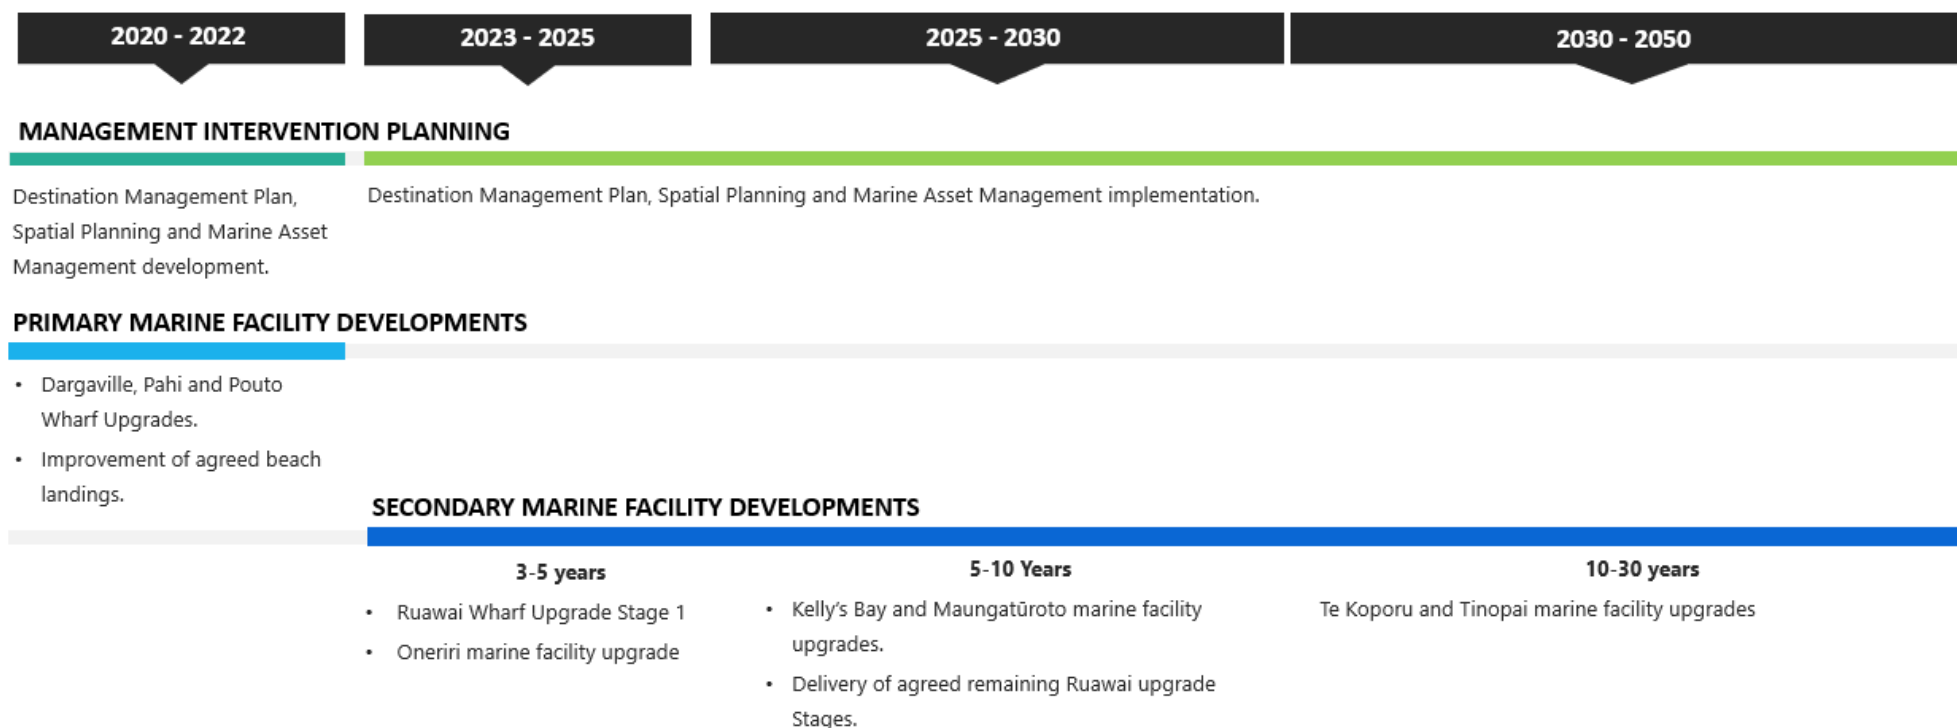 2020 - 2022
2023 - 2025
2025 - 2030
2030 - 2050
MANAGEMENT INTERVENTION PLANNING
Destination Management Plan,
Spatial Planning and Marine Asset
Management development.
Destination Management Plan, Spatial Planning and Marine Asset Management implementation.
PRIMARY MARINE FACILITY DEVELOPMENTS
• Dargaville, Pahi and Pouto
Wharf Upgrades.
• Improvement of agreed beach
landings.
SECONDARY MARINE FACILITY DEVELOPMENTS
3-5 years
• Ruawai Wharf Upgrade Stage 1
• Oneriri marine facility upgrade
5-10 Years
• Kelly’s Bay and Maungatūroto marine facility
upgrades.
• Delivery of agreed remaining Ruawai upgrade
Stages.
10-30 years
Te Koporu and Tinopai marine facility upgrades